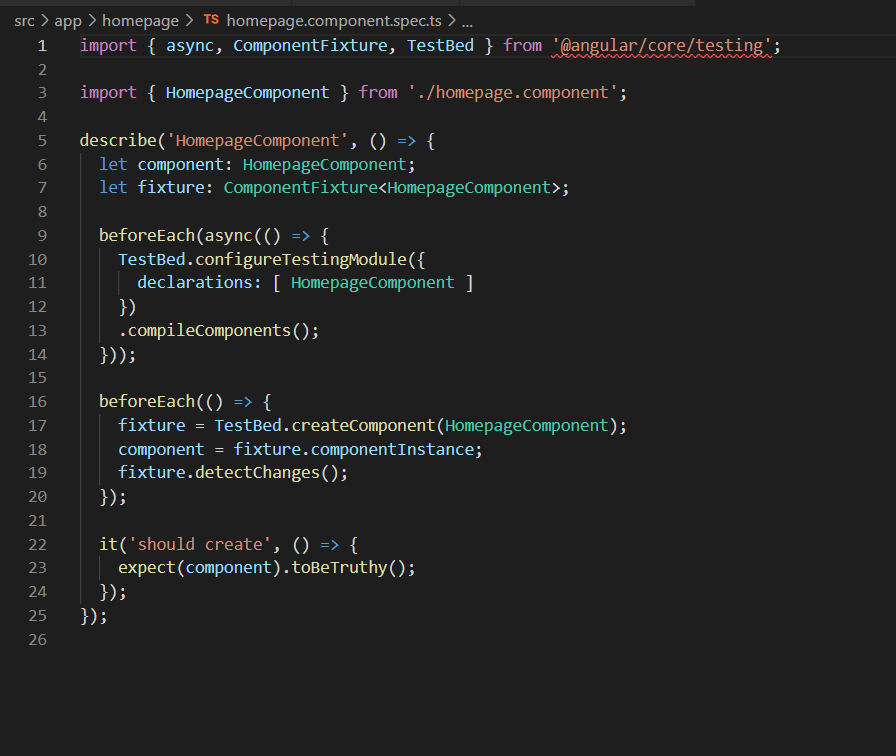 src > app > homepage > TS homepage.component.spec.ts > ...
1 import { async, ComponentFixture, TestBed } from '@angular/core/testing';
2
3 import { HomepageComponent } from './homepage.component';
4
5 describe('HomepageComponent', () => {
6   let component: HomepageComponent;
7   let fixture: ComponentFixture<HomepageComponent>;
8
9   beforeEach(async(() => {
10     TestBed.configureTestingModule({
11       declarations: [ HomepageComponent ]
12     })
13     .compileComponents();
14   }));
15
16   beforeEach(() => {
17     fixture = TestBed.createComponent(HomepageComponent);
18     component = fixture.componentInstance;
19     fixture.detectChanges();
20   });
21
22   it('should create', () => {
23     expect(component).toBeTruthy();
24   });
25 });
26